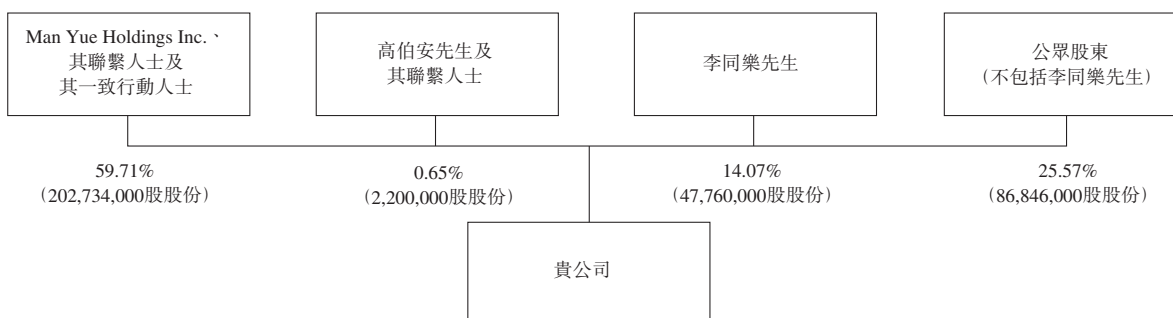 Man Yue Holdings Inc.、
其聯繫人士及
其一致行動人士
高伯安先生及
其聯繫人士
李同樂先生
公眾股東
(不包括李同樂先生)
59.71%
(202,734,000股股份)
0.65%
(2,200,000股股份)
14.07%
(47,760,000股股份)
25.57%
(86,846,000股股份)
貴公司